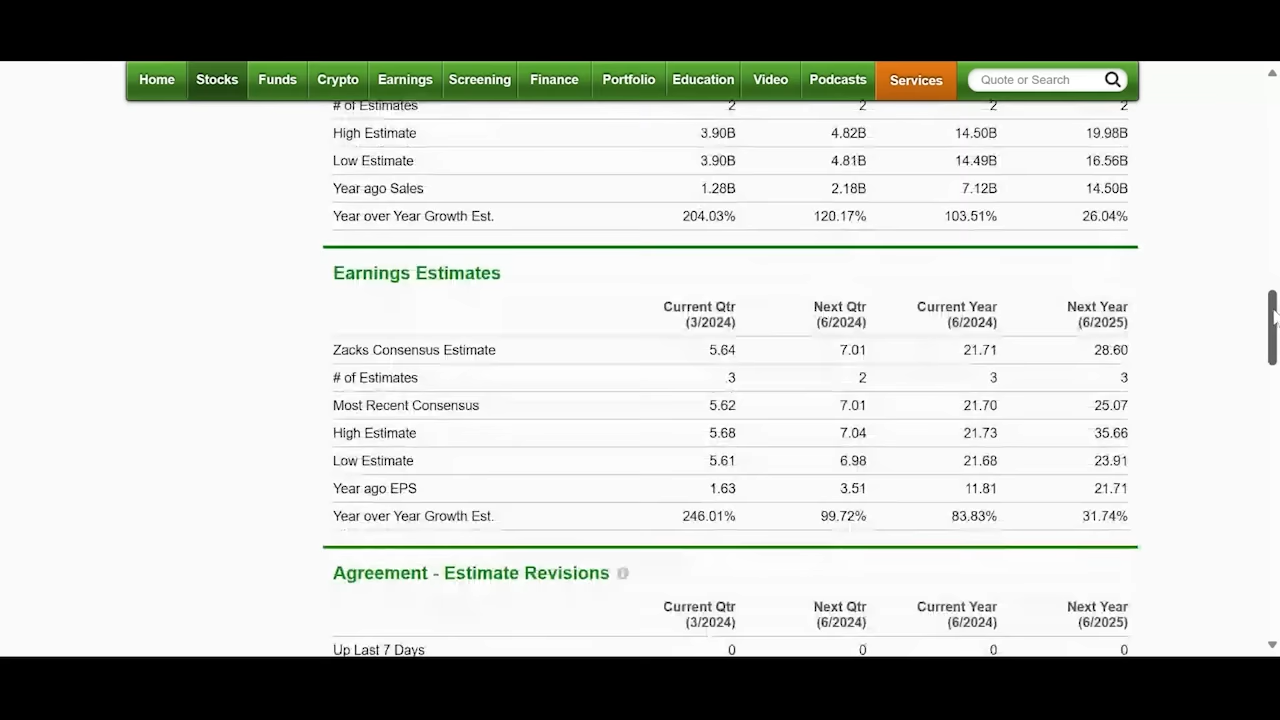 Home Stocks Funds Crypto Earnings Screening Finance Portfolio Education Video Podcasts Services Quote or Search
# of Estimates 2 2 2 2
High Estimate 3.90B 4.82B 14.50B 19.98B
Low Estimate 3.90B 4.81B 14.49B 16.56B
Year ago Sales 1.28B 2.18B 7.12B 14.50B
Year over Year Growth Est. 204.03% 120.17% 103.51% 26.04%
Earnings Estimates
Current Qtr Next Qtr Current Year Next Year
(3/2024) (6/2024) (6/2024) (6/2025)
Zacks Consensus Estimate 5.64 7.01 21.71 28.60
# of Estimates 3 2 3 3
Most Recent Consensus 5.62 7.01 21.70 25.07
High Estimate 5.68 7.04 21.73 35.66
Low Estimate 5.61 6.98 21.68 23.91
Year ago EPS 1.63 3.51 11.81 21.71
Year over Year Growth Est. 246.01% 99.72% 83.83% 31.74%
Agreement - Estimate Revisions
Current Qtr Next Qtr Current Year Next Year
(3/2024) (6/2024) (6/2024) (6/2025)
Up Last 7 Days 0 0 0 0